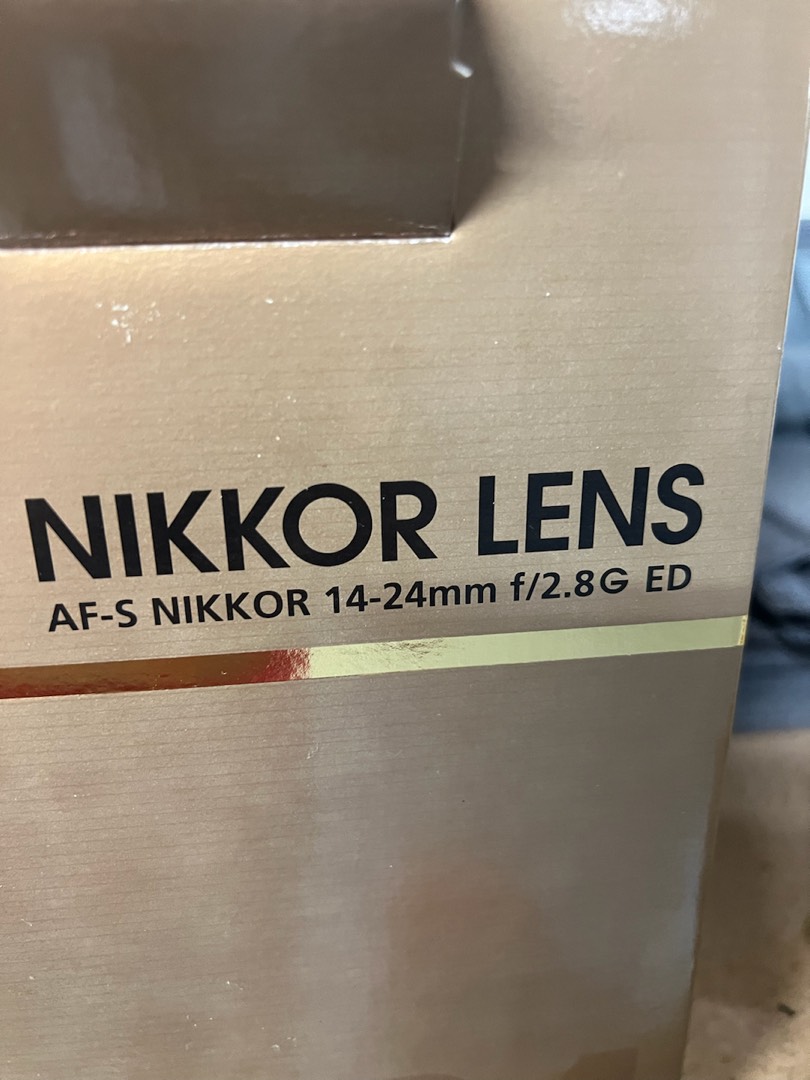 NIKKOR LENS
AF-S NIKKOR 14-24mm f/2.8G ED